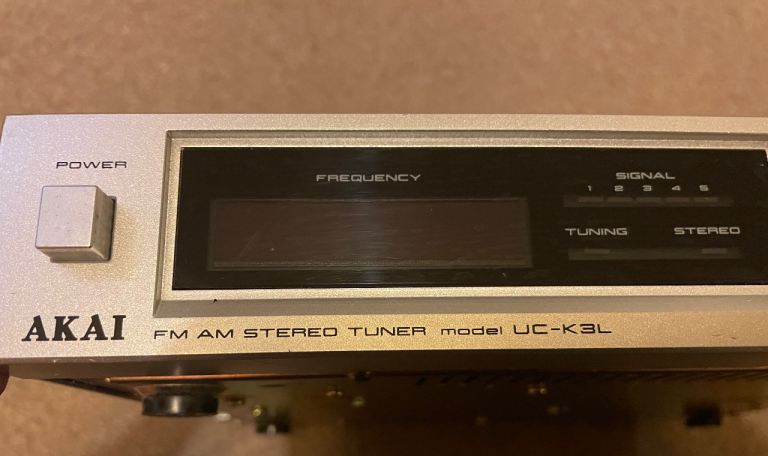 POWER
FREQUENCY
SIGNAL
1 2 3 4 5
TUNING STEREO
AKAI FM AM STEREO TUNER model UC-K3L